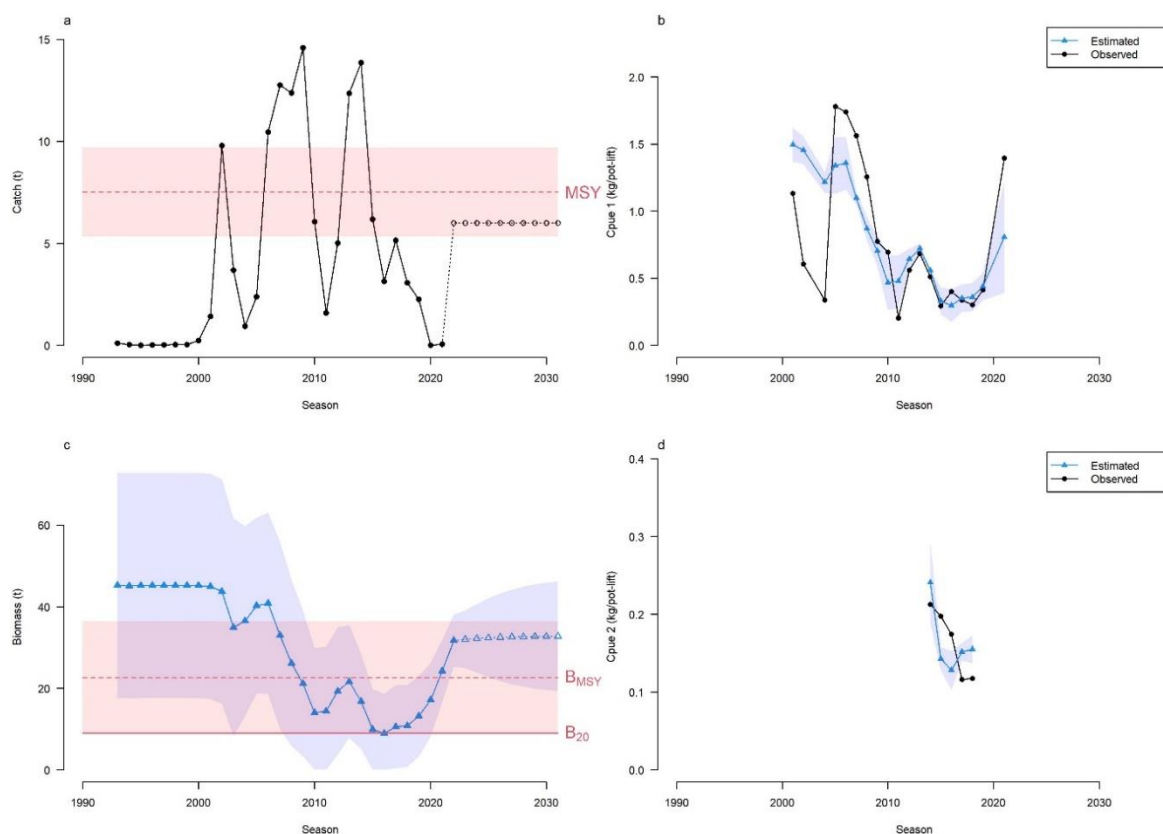 a
15
10
5
0
Catch (t)
MSY
1990
2000
2010
2020
2030
Season
b
Estimated
Observed
2.0
1.5
1.0
0.5
0.0
Cpue 1 (kg/pot-lift)
1990
2000
2010
2020
2030
Season
c
60
40
20
0
Biomass (t)
BMSY
B20
1990
2000
2010
2020
2030
Season
d
Estimated
Observed
0.4
0.3
0.2
0.1
0.0
Cpue 2 (kg/pot-lift)
1990
2000
2010
2020
2030
Season